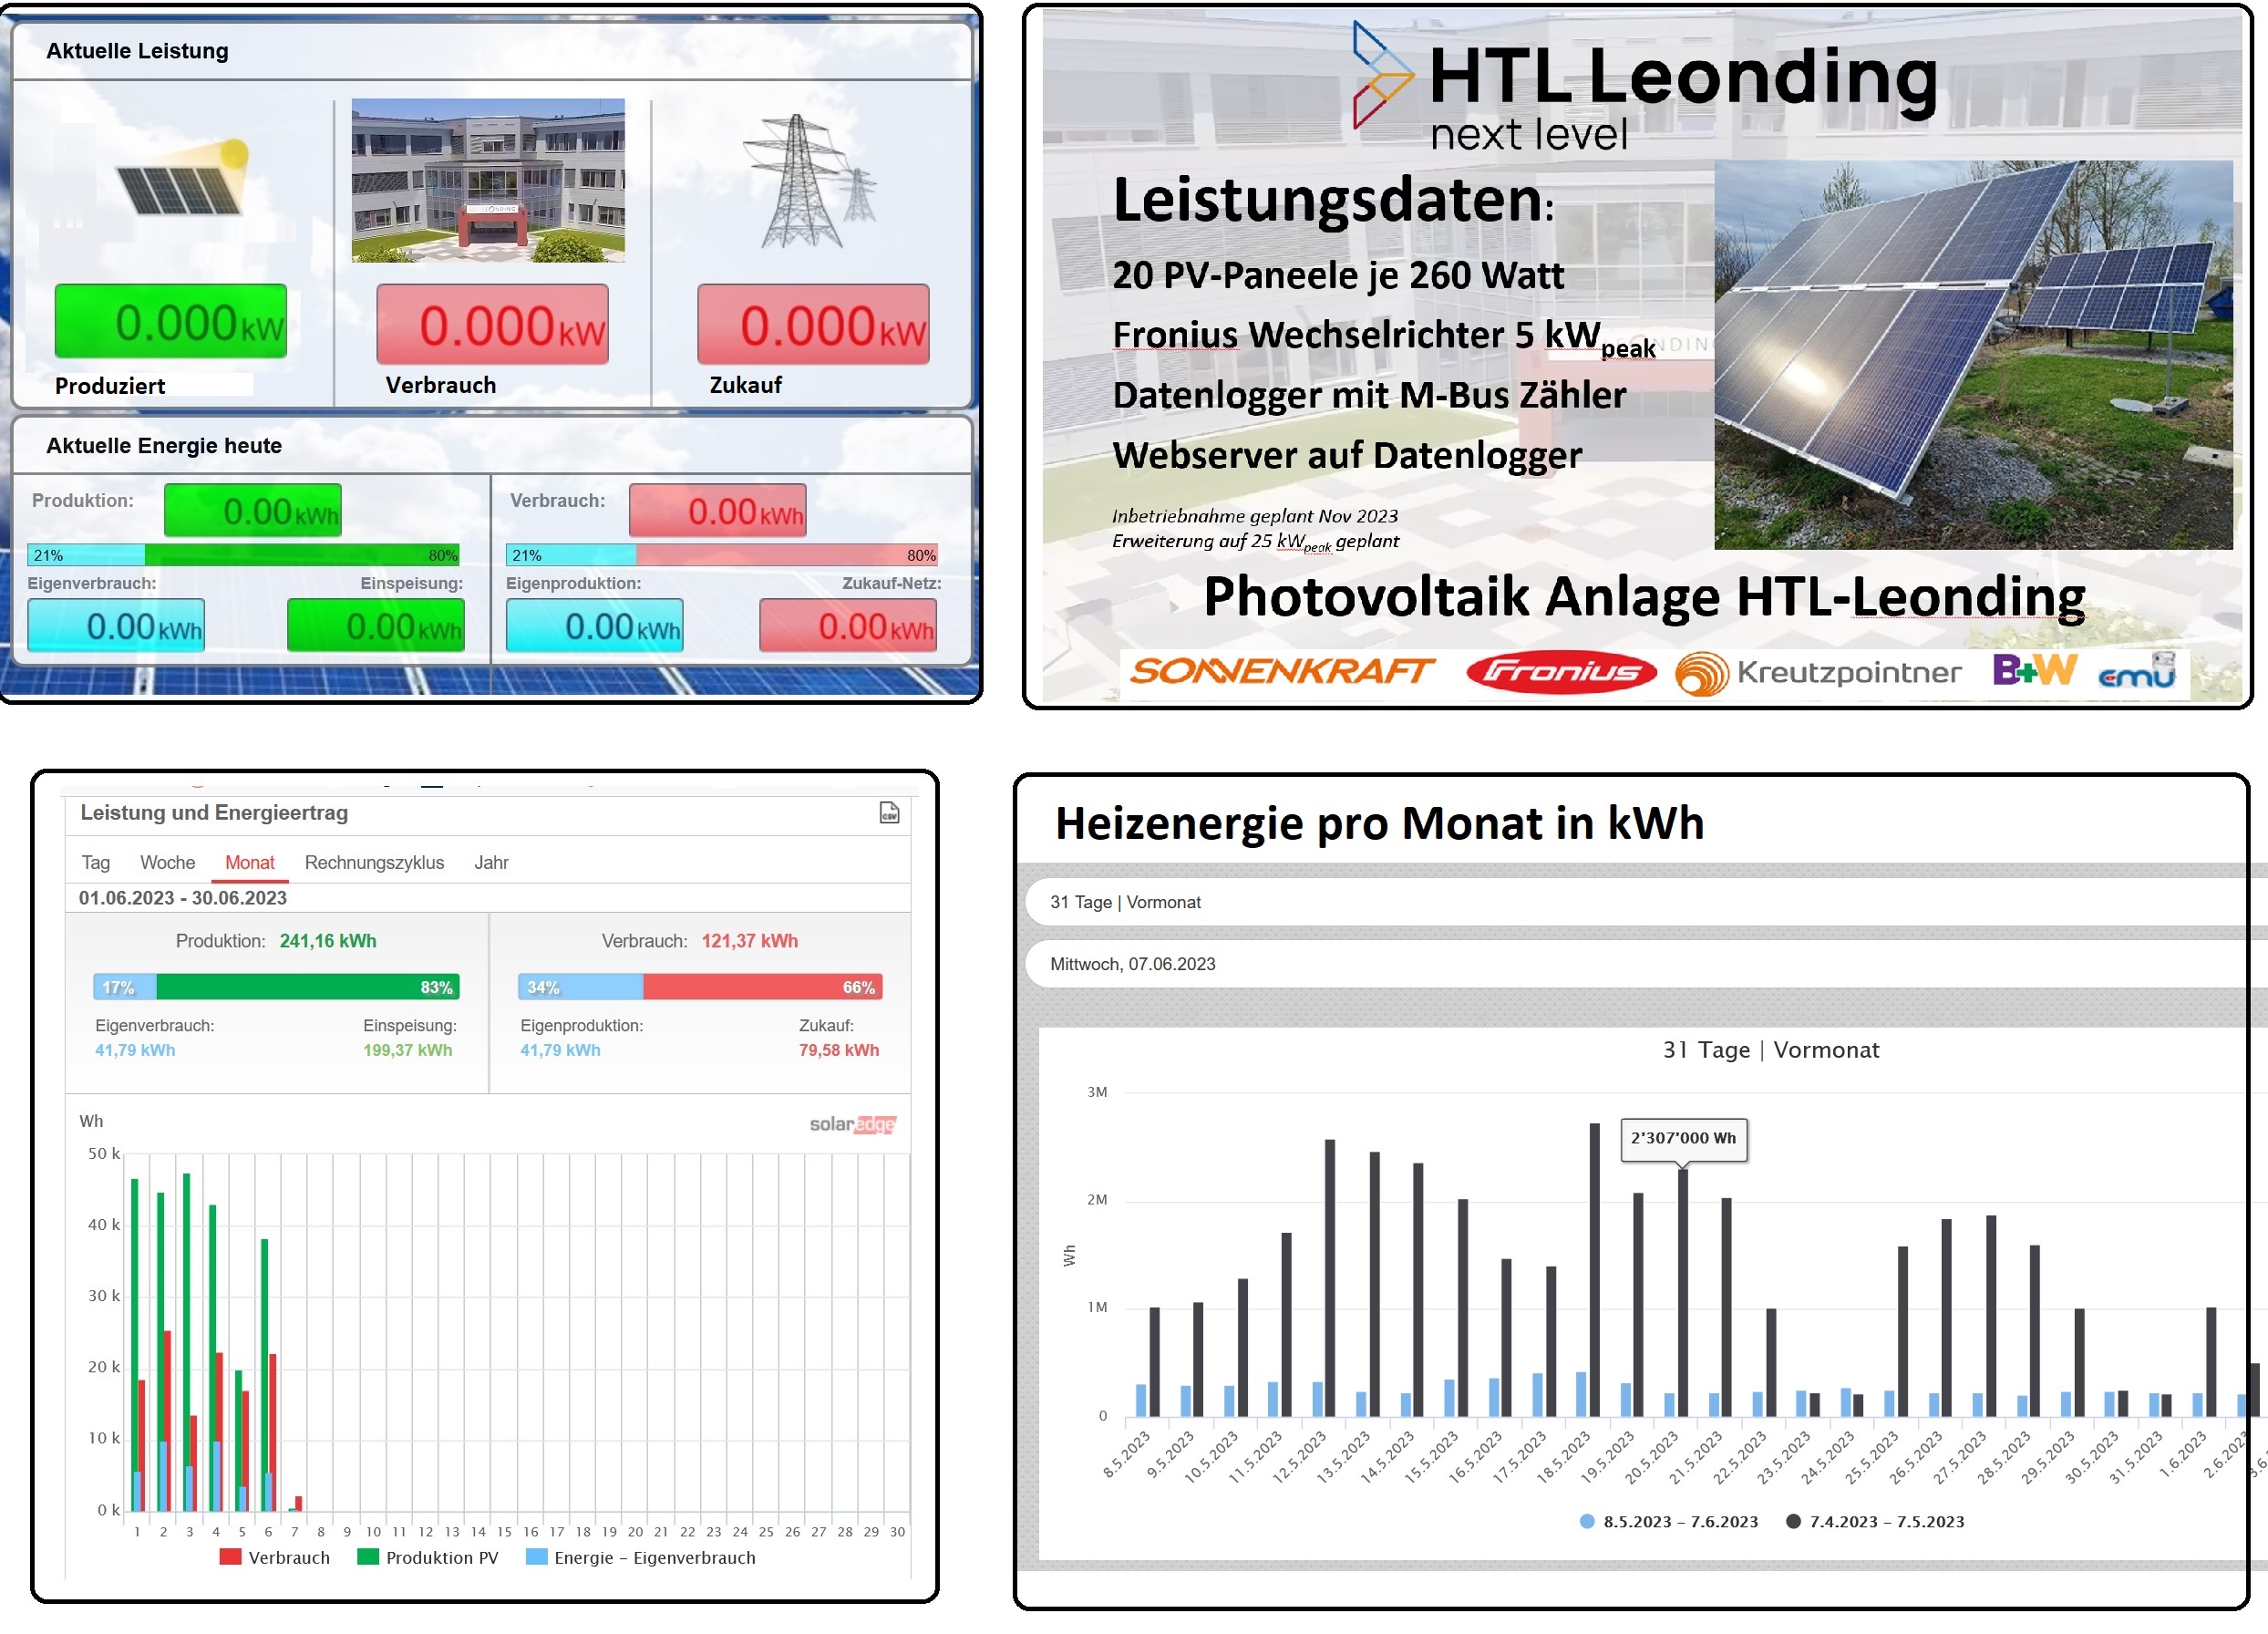 Aktuelle Leistung
0.000 kW
0.000 kW
0.000 kW
Produziert
Verbrauch
Zukauf
Aktuelle Energie heute
Produktion:
0.00 kWh
Verbrauch:
0.00 kWh
21%
80%
21%
80%
Eigenverbrauch:
Einspeisung:
Eigenproduktion:
Zukauf-Netz:
0.00 kWh
0.00 kWh
0.00 kWh
0.00 kWh
HTL Leonding
next level
Leistungsdaten:
20 PV-Paneele je 260 Watt
Fronius Wechselrichter 5 kWpeak
Datenlogger mit M-Bus Zähler
Webserver auf Datenlogger
Inbetriebnahme geplant Nov 2023
Erweiterung auf 25 kWpeak geplant
Photovoltaik Anlage HTL-Leonding
SONNENKRAFT
Fronius
Kreutzpointner
B+W
emu
Leistung und Energieertrag
CSV
Tag Woche Monat Rechnungszyklus Jahr
01.06.2023 - 30.06.2023
Produktion: 241,16 kWh
Verbrauch: 121,37 kWh
17%
83%
34%
66%
Eigenverbrauch:
Einspeisung:
Eigenproduktion:
Zukauf:
41,79 kWh
199,37 kWh
41,79 kWh
79,58 kWh
Wh
solaredge
50 k
40 k
30 k
20 k
10 k
0 k
1 2 3 4 5 6 7 8 9 10 11 12 13 14 15 16 17 18 19 20 21 22 23 24 25 26 27 28 29 30
Verbrauch Produktion PV Energie – Eigenverbrauch
Heizenergie pro Monat in kWh
31 Tage | Vormonat
Mittwoch, 07.06.2023
31 Tage | Vormonat
3M
2'307'000 Wh
2M
Wh
1M
0
8.5.2023 9.5.2023 10.5.2023 11.5.2023 12.5.2023 13.5.2023 14.5.2023 15.5.2023 16.5.2023 17.5.2023 18.5.2023 19.5.2023 20.5.2023 21.5.2023 22.5.2023 23.5.2023 24.5.2023 25.5.2023 26.5.2023 27.5.2023 28.5.2023 29.5.2023 30.5.2023 31.5.2023 1.6.2023 2.6.2023
8.5.2023 – 7.6.2023 7.4.2023 – 7.5.2023